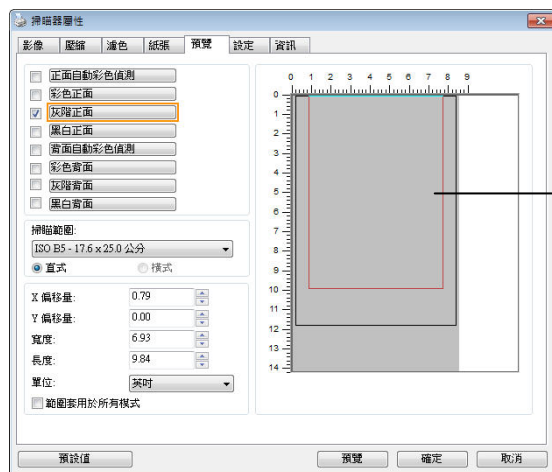 掃瞄器屬性
影像 壓縮 濾色 紙張 預覽 設定 資訊
正面自動彩色偵測
彩色正面
灰階正面
黑白正面
背面自動彩色偵測
彩色背面
灰階背面
黑白背面
掃瞄範圍:
ISO B5 - 17.6 x 25.0 公分
直式 橫式
X 偏移量: 0.79
Y 偏移量: 0.00
寬度: 6.93
長度: 9.84
單位: 英吋
範圍套用於所有模式
0 1 2 3 4 5 6 7 8 9
0
1
2
3
4
5
6
7
8
9
10
11
12
13
14
預設值 預覽 確定 取消